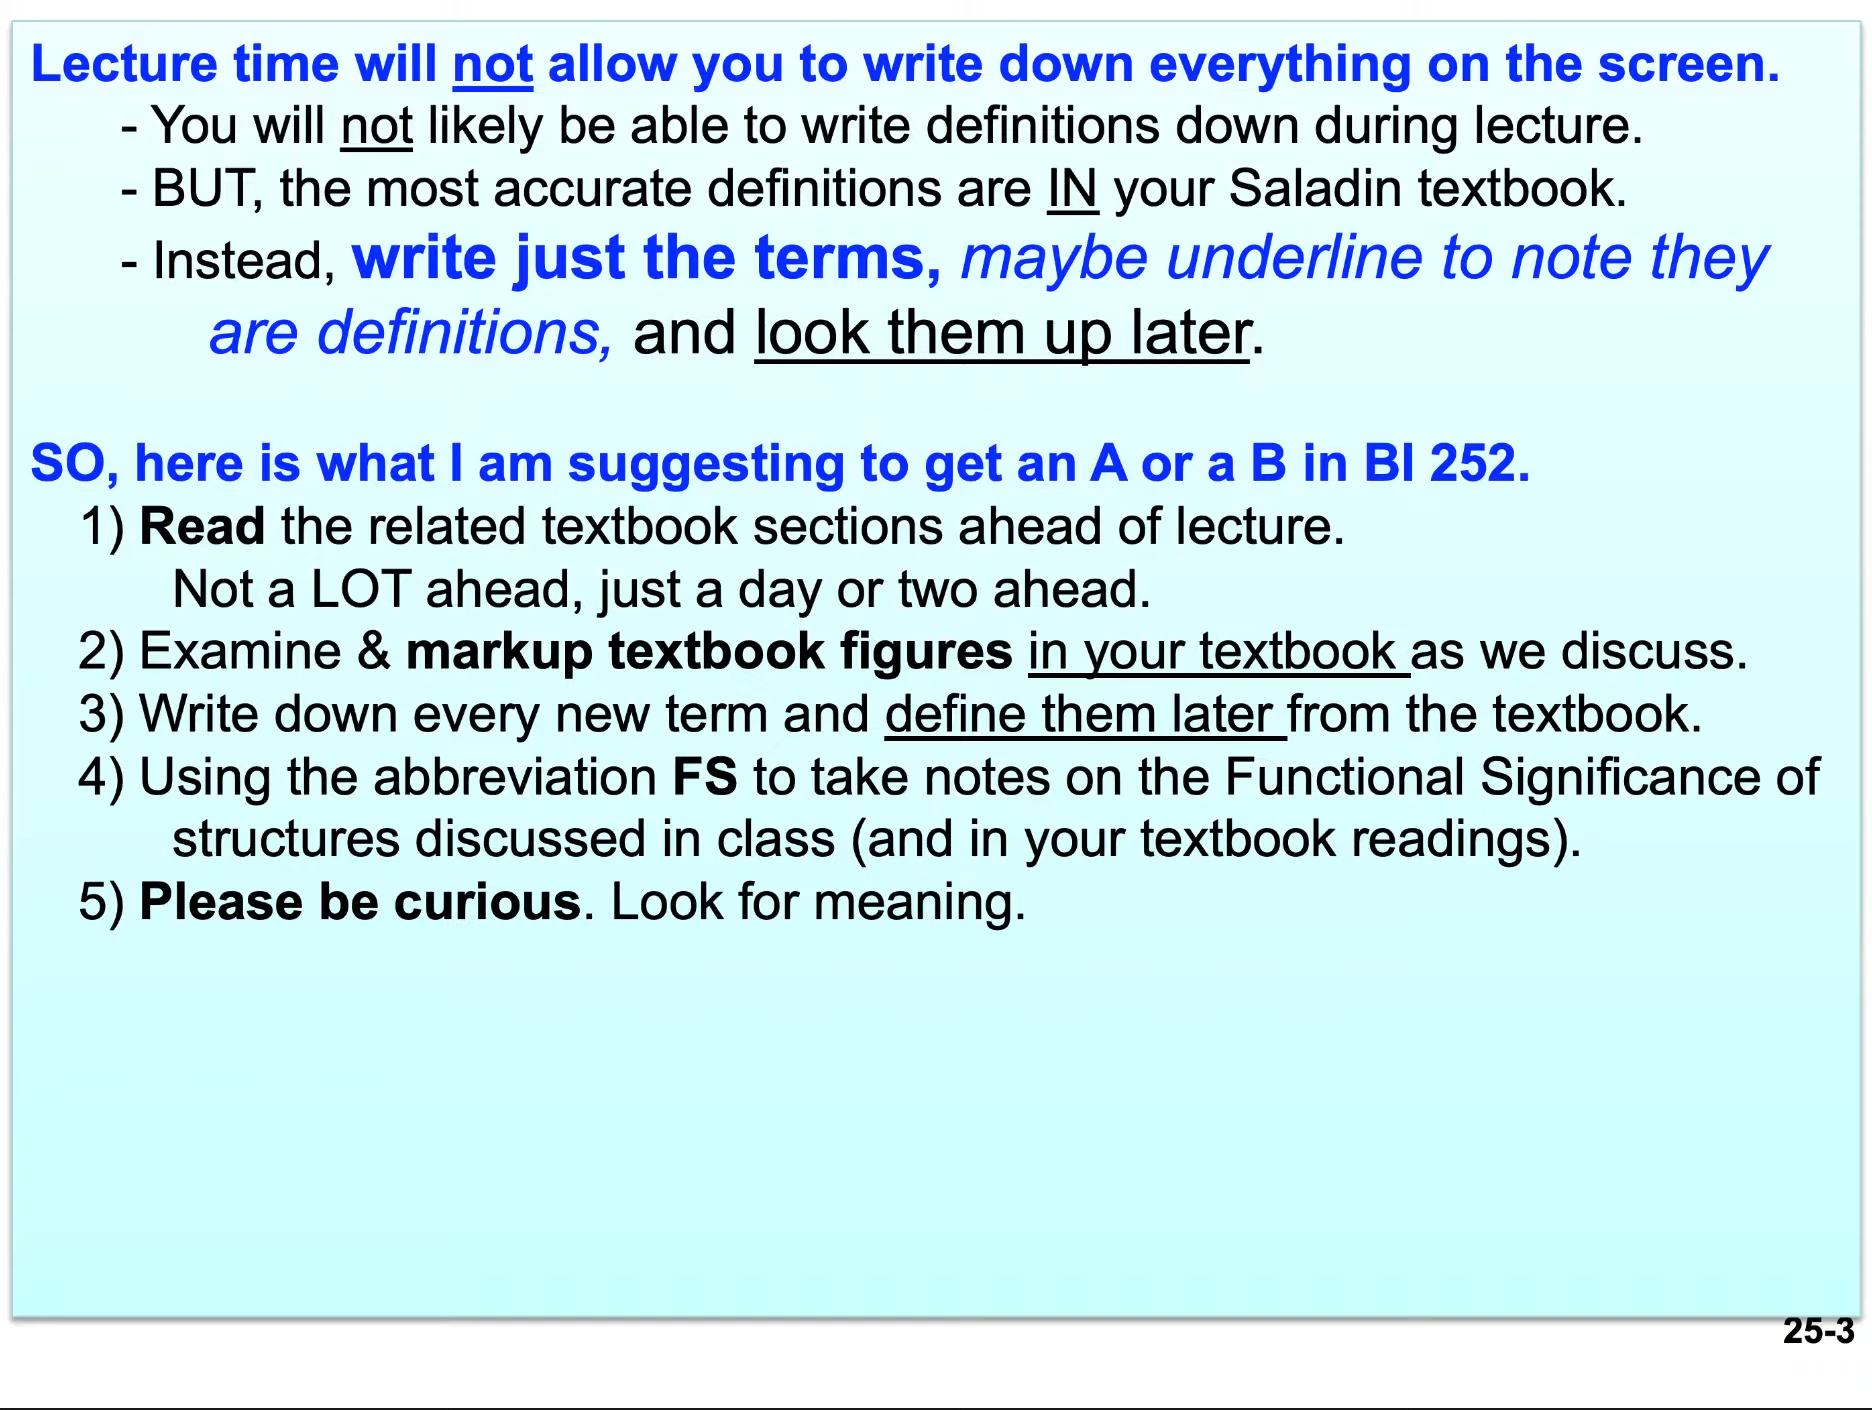 Lecture time will not allow you to write down everything on the screen.
- You will not likely be able to write definitions down during lecture.
- BUT, the most accurate definitions are IN your Saladin textbook.
- Instead, write just the terms, maybe underline to note they
are definitions, and look them up later.
SO, here is what I am suggesting to get an A or a B in BI 252.
1) Read the related textbook sections ahead of lecture.
Not a LOT ahead, just a day or two ahead.
2) Examine & markup textbook figures in your textbook as we discuss.
3) Write down every new term and define them later from the textbook.
4) Using the abbreviation FS to take notes on the Functional Significance of
structures discussed in class (and in your textbook readings).
5) Please be curious. Look for meaning.
25-3